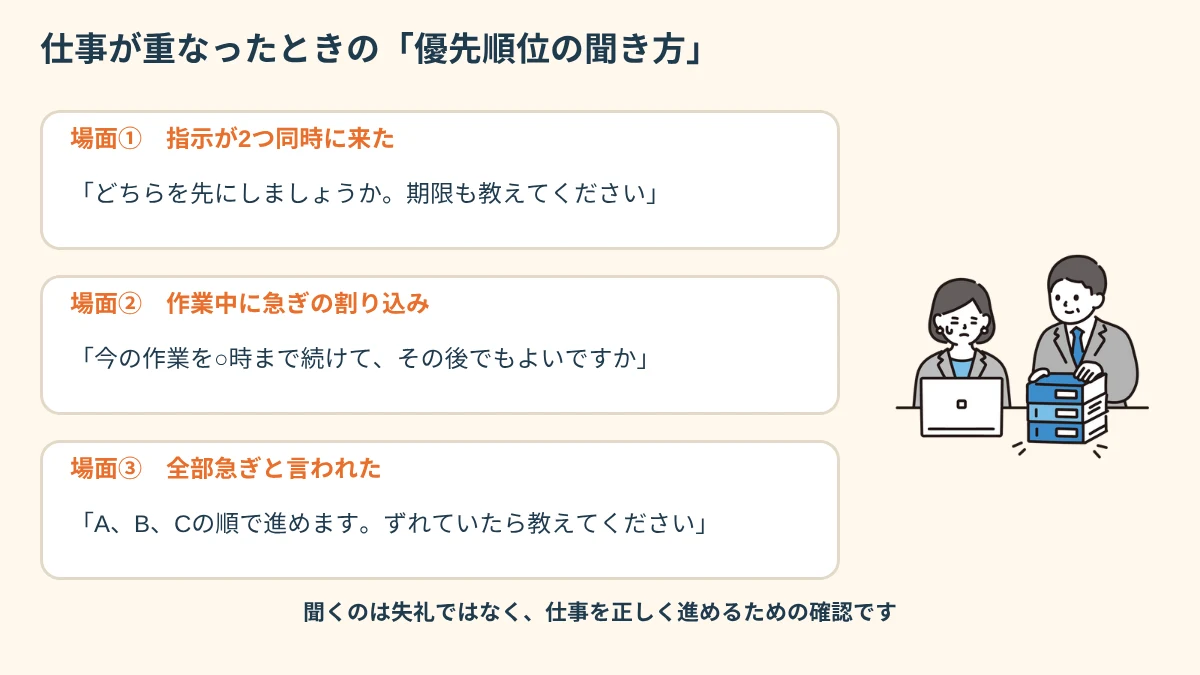 仕事が重なったときの「優先順位の聞き方」
場面①　指示が2つ同時に来た
「どちらを先にしましょうか。期限も教えてください」
場面②　作業中に急ぎの割り込み
「今の作業を○時まで続けて、その後でもよいですか」
場面③　全部急ぎと言われた
「A、B、Cの順で進めます。ずれていたら教えてください」
聞くのは失礼ではなく、仕事を正しく進めるための確認です